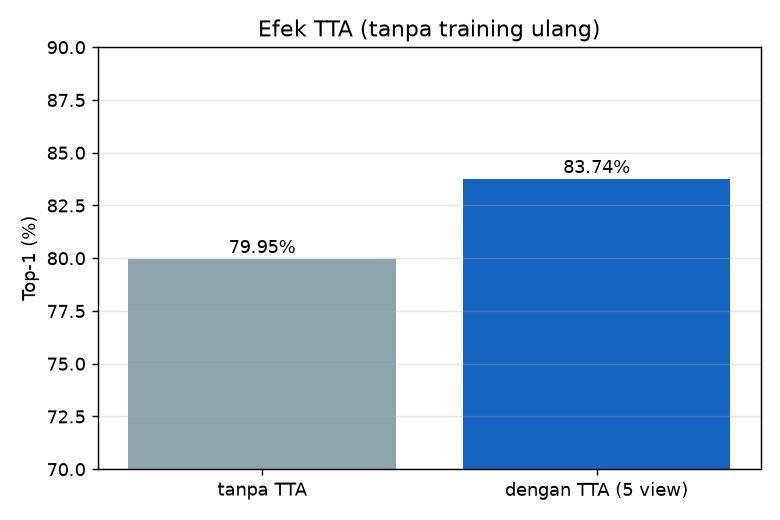 Efek TTA (tanpa training ulang)
90.0
87.5
85.0
82.5
80.0
77.5
75.0
72.5
70.0
Top-1 (%)
79.95%
83.74%
tanpa TTA
dengan TTA (5 view)